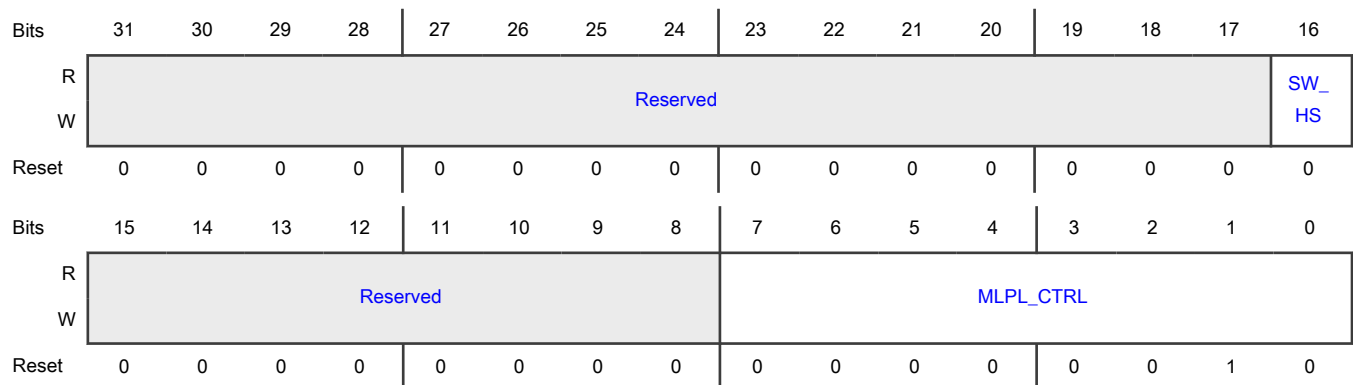 Bits 31 30 29 28 27 26 25 24 23 22 21 20 19 18 17 16
R
Reserved
SW_
HS
W
Reset 0 0 0 0 0 0 0 0 0 0 0 0 0 0 0 0
Bits 15 14 13 12 11 10 9 8 7 6 5 4 3 2 1 0
R
Reserved MLPL_CTRL
W
Reset 0 0 0 0 0 0 0 0 0 0 0 0 0 0 1 0